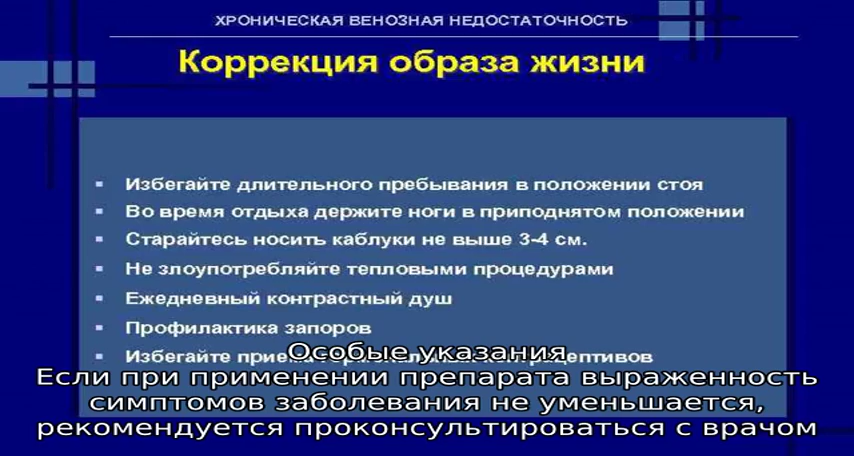 ХРОНИЧЕСКАЯ ВЕНОЗНАЯ НЕДОСТАТОЧНОСТЬ
Коррекция образа жизни
Избегайте длительного пребывания в положении стоя
Во время отдыха держите ноги в приподнятом положении
Старайтесь носить каблуки не выше 3-4 см.
Не злоупотребляйте тепловыми процедурами
Ежедневный контрастный душ
Профилактика запоров
Избегайте приема
Особые указания
Если при применении препарата выраженность
симптомов заболевания не уменьшается,
рекомендуется проконсультироваться с врачом